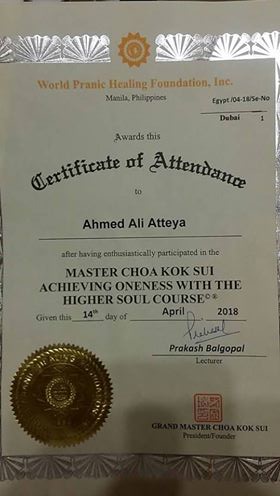 World Pranic Healing Foundation, Inc.
Manila, Philippines
Egypt /04-18/Se-No
Dubai 1
Awards this
Certificate of Attendance
to
Ahmed Ali Atteya
after having enthusiastically participated in the
MASTER CHOA KOK SUI
ACHIEVING ONENESS WITH THE
HIGHER SOUL COURSE©®
Given this 14th day of April 2018
Prakash Balgopal
Lecturer
GRAND MASTER CHOA KOK SUI
President/Founder